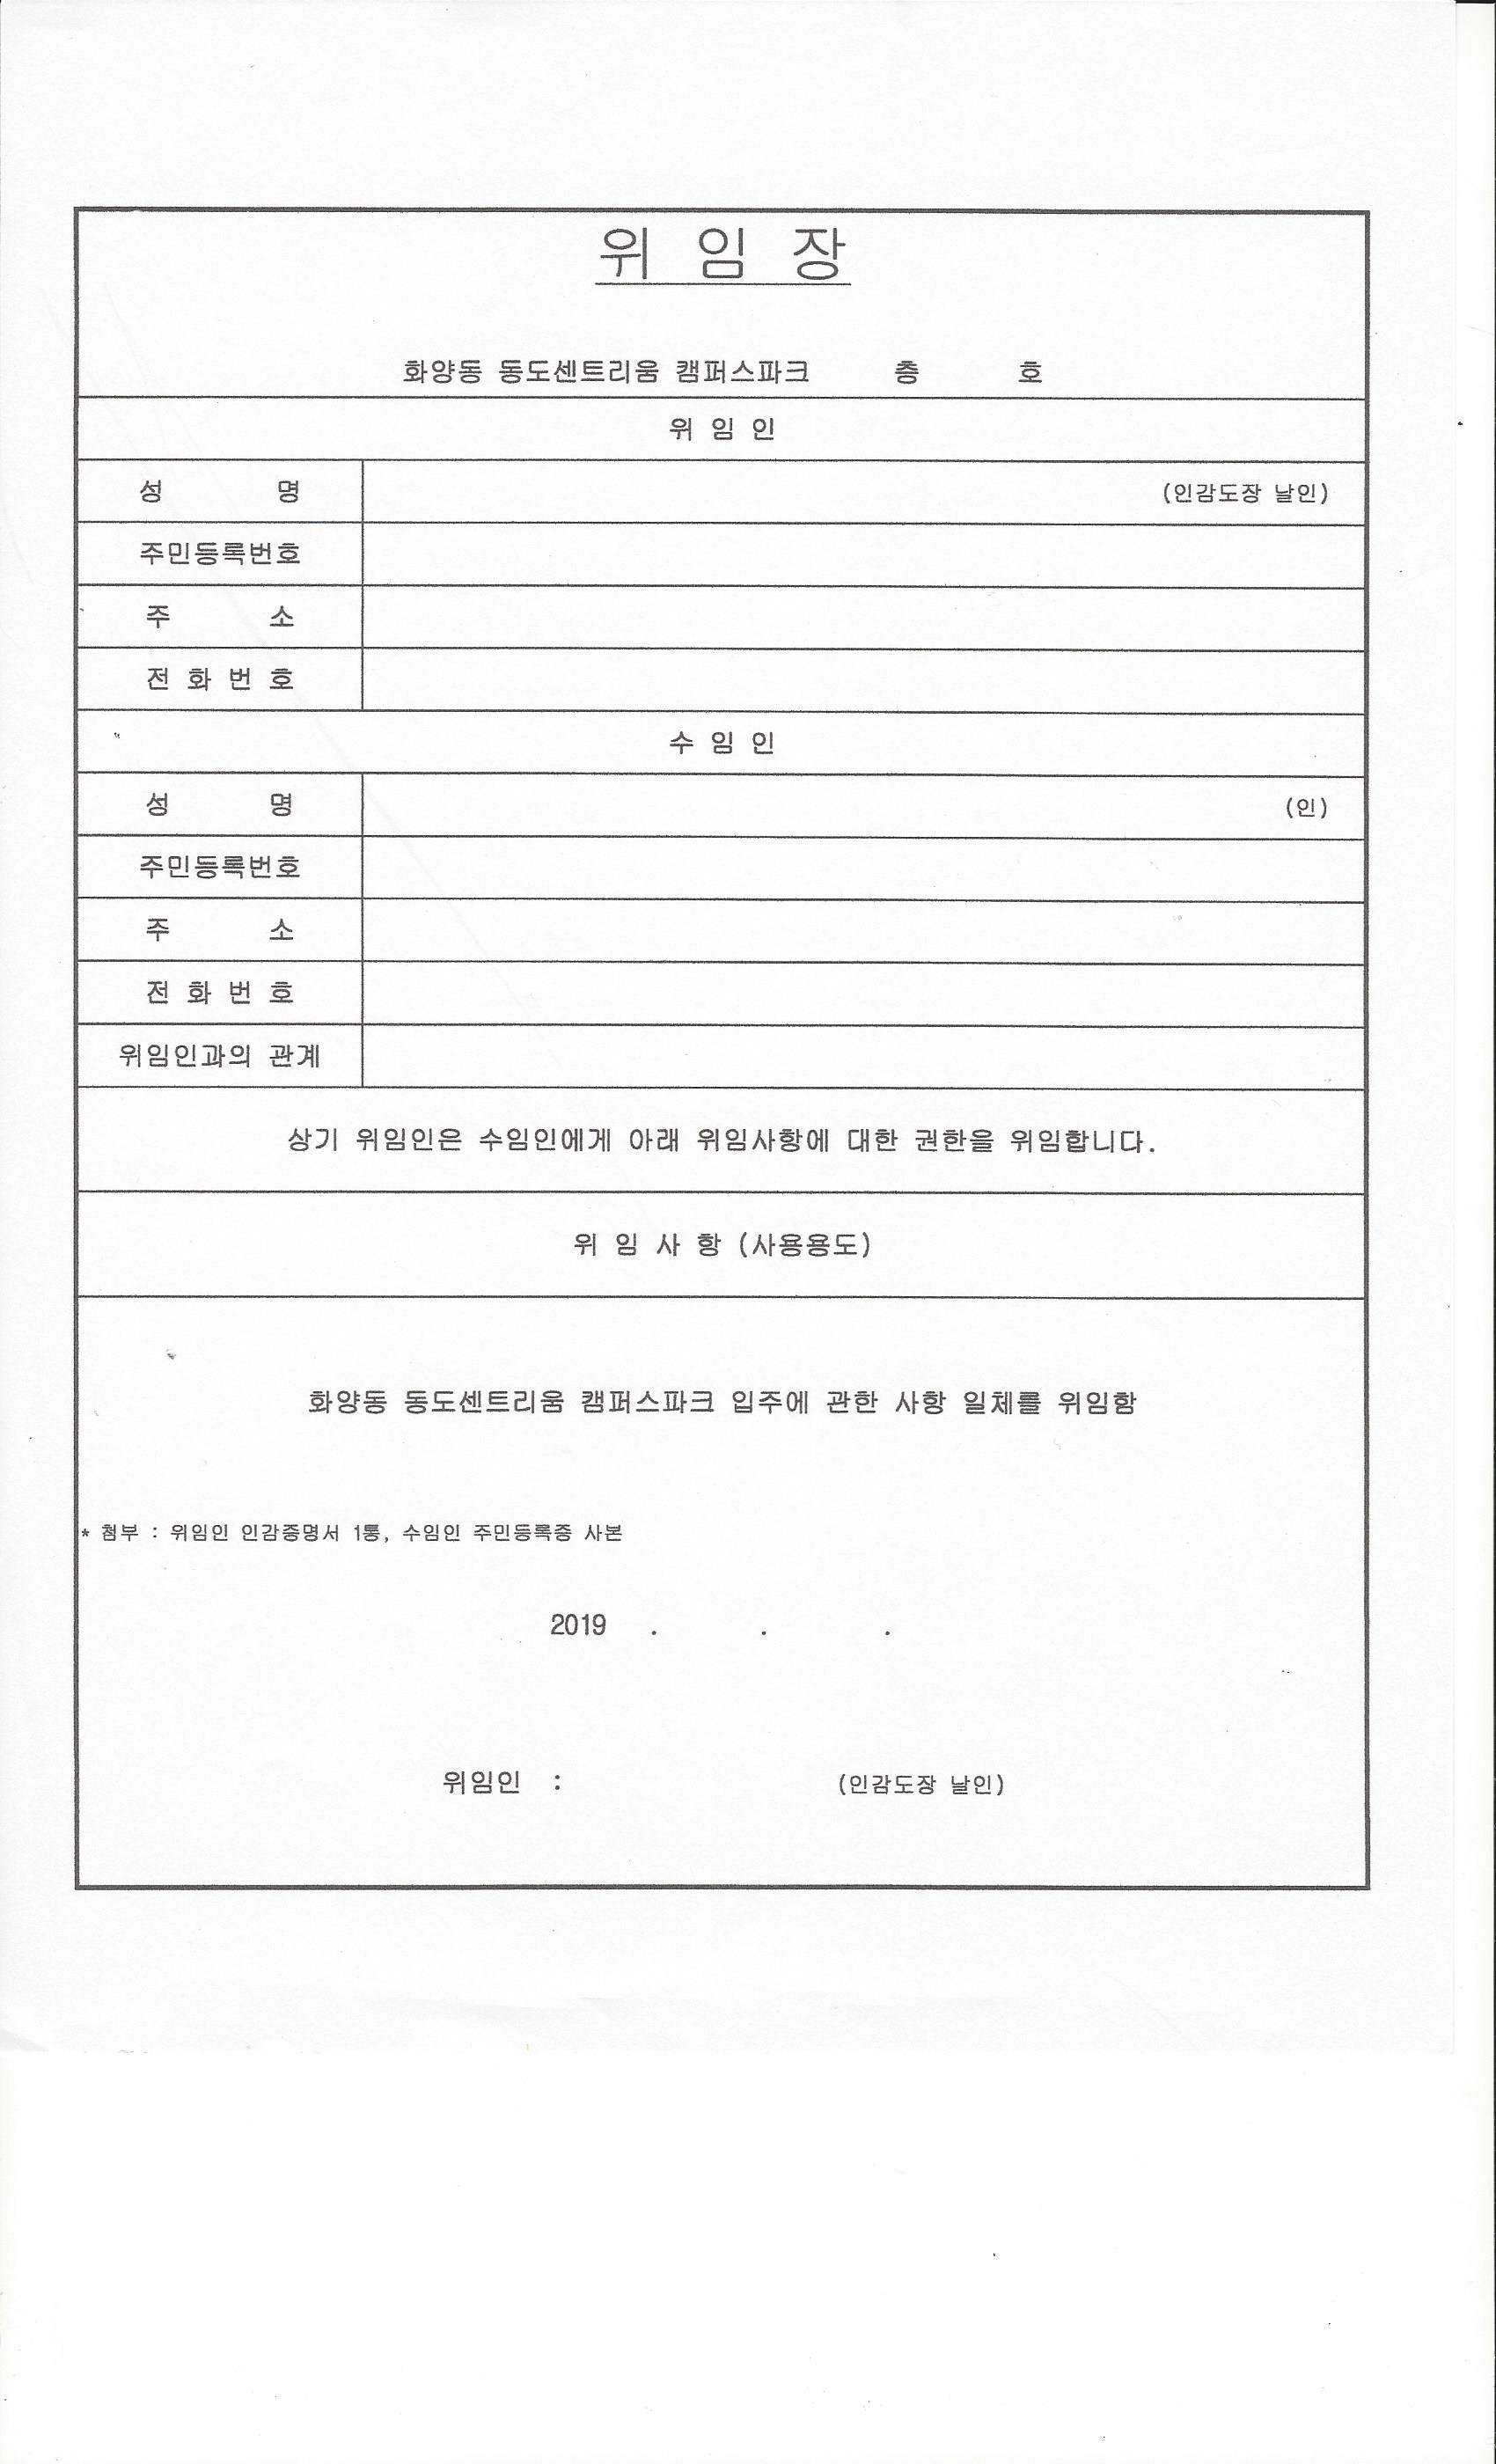 위 임 장
화양동 동도센트리움 캠퍼스파크 층 호
위 임 인
성 명 (인감도장 날인)
주민등록번호
주 소
전 화 번 호
수 임 인
성 명 (인)
주민등록번호
주 소
전 화 번 호
위임인과의 관계
상기 위임인은 수임인에게 아래 위임사항에 대한 권한을 위임합니다.
위 임 사 항 (사용용도)
화양동 동도센트리움 캠퍼스파크 입주에 관한 사항 일체를 위임함
* 첨부 : 위임인 인감증명서 1통, 수임인 주민등록증 사본
2019 . . .
위임인 : (인감도장 날인)